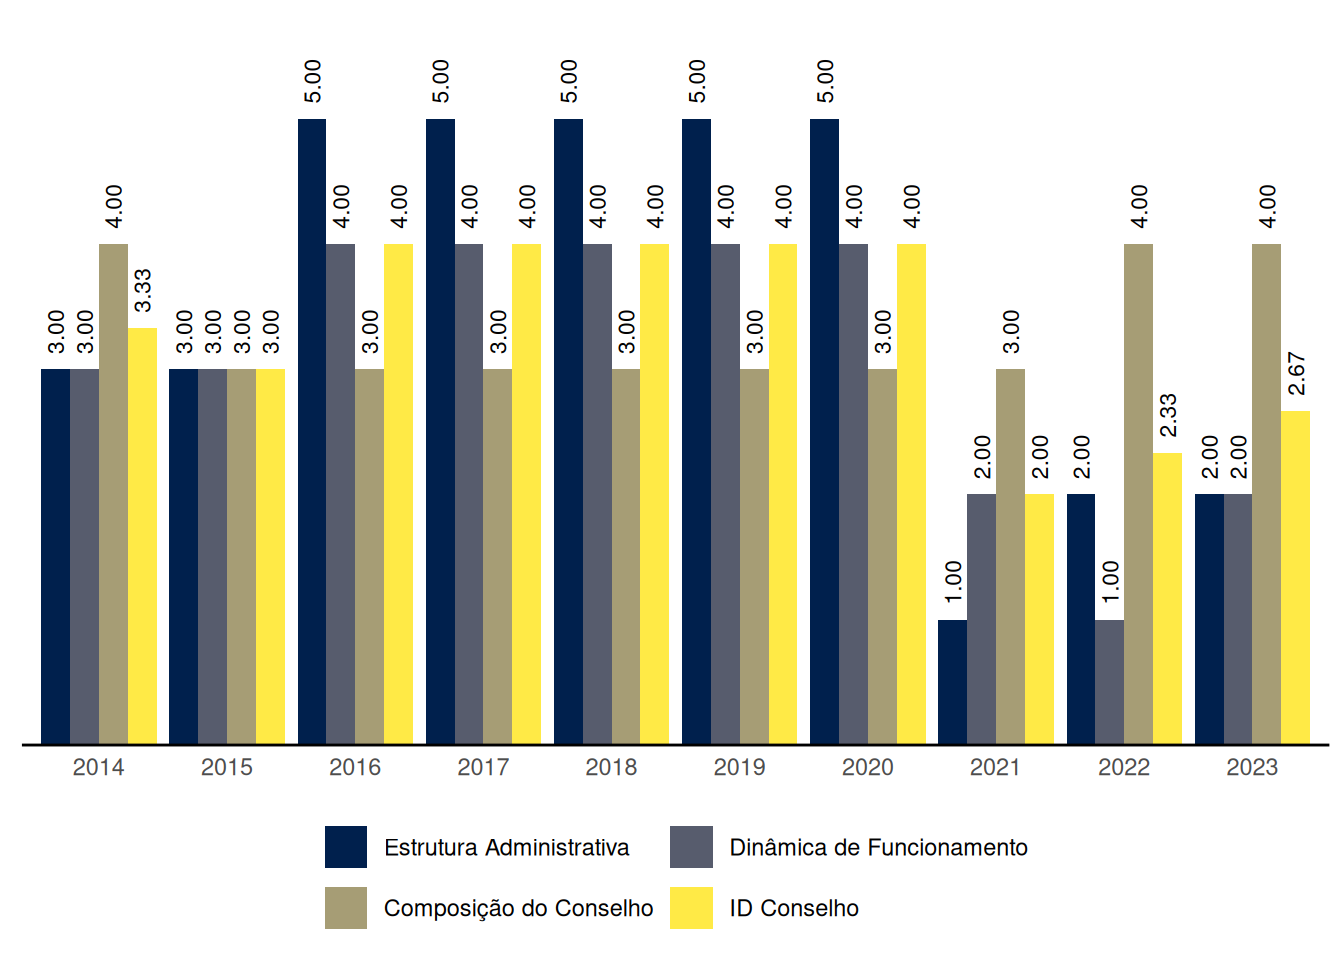 5.00 5.00 5.00 5.00 5.00
4.00 4.00 4.00 4.00 4.00 4.00 4.00 4.00 4.00 4.00 4.00 4.00 4.00
3.33
3.00 3.00 3.00 3.00 3.00 3.00 3.00 3.00 3.00 3.00 3.00 3.00
2.67
2.33
2.00 2.00 2.00 2.00 2.00
1.00 1.00
2014 2015 2016 2017 2018 2019 2020 2021 2022 2023
Estrutura Administrativa Dinâmica de Funcionamento
Composição do Conselho ID Conselho